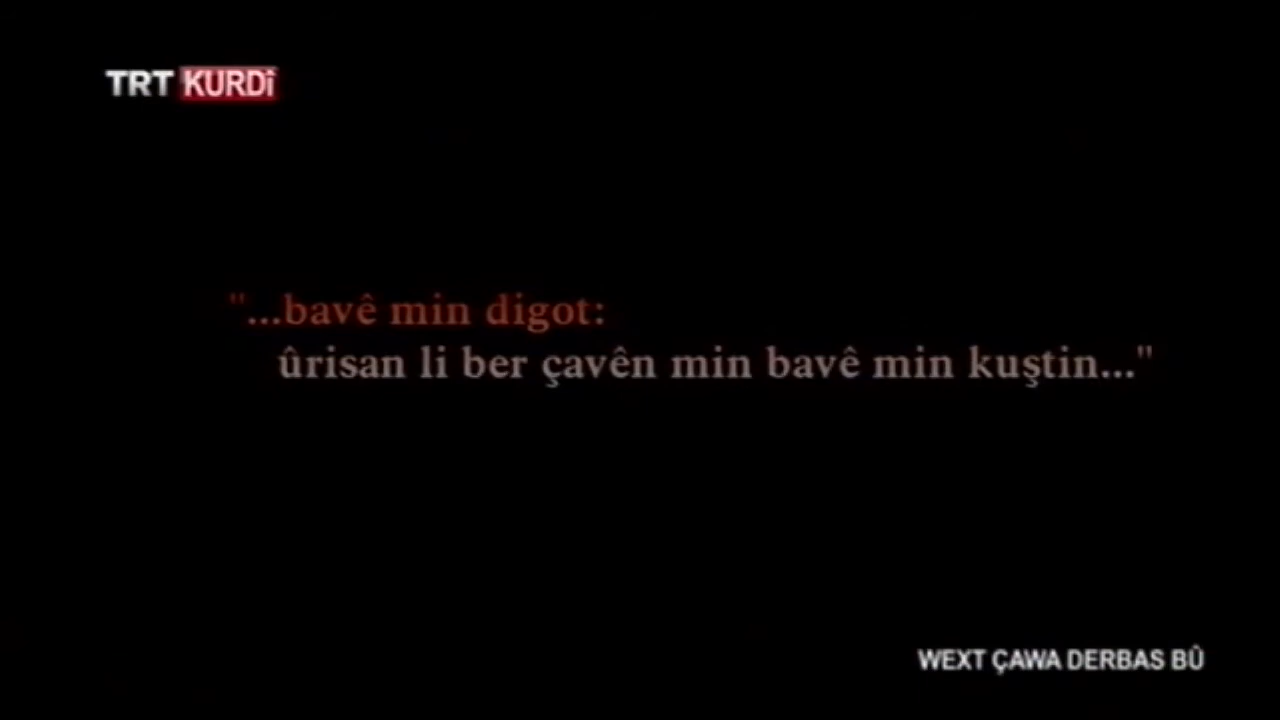 TRT KURDî
"...bavê min digot:
ûrisan li ber çavên min bavê min kuştin..."
WEXT ÇAWA DERBAS BÛ